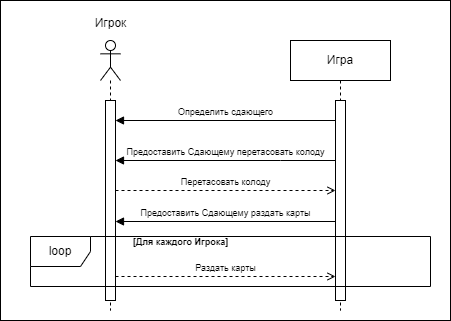 Игрок
Игра
Определить сдающего
Предоставить Сдающему перетасовать колоду
Перетасовать колоду
Предоставить Сдающему раздать карты
[Для каждого Игрока]
loop
Раздать карты